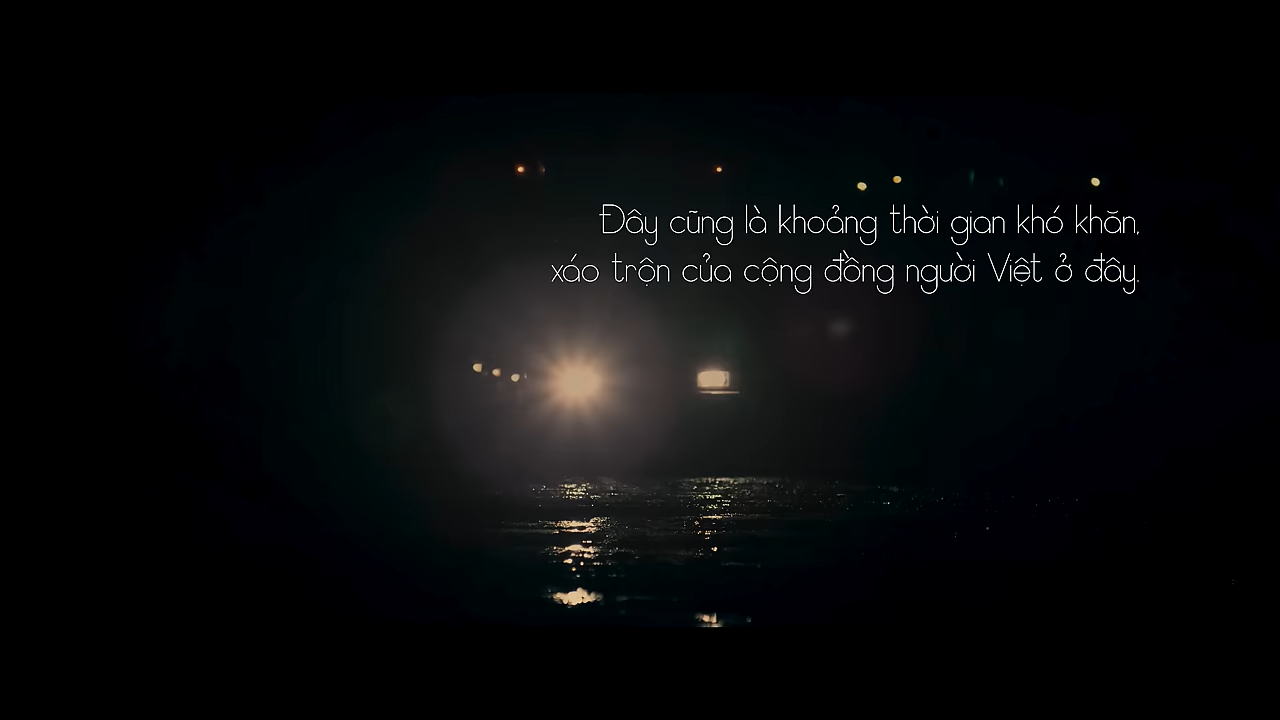 Đây cũng là khoảng thời gian khó khăn,
xáo trộn của cộng đồng người Việt ở đây.